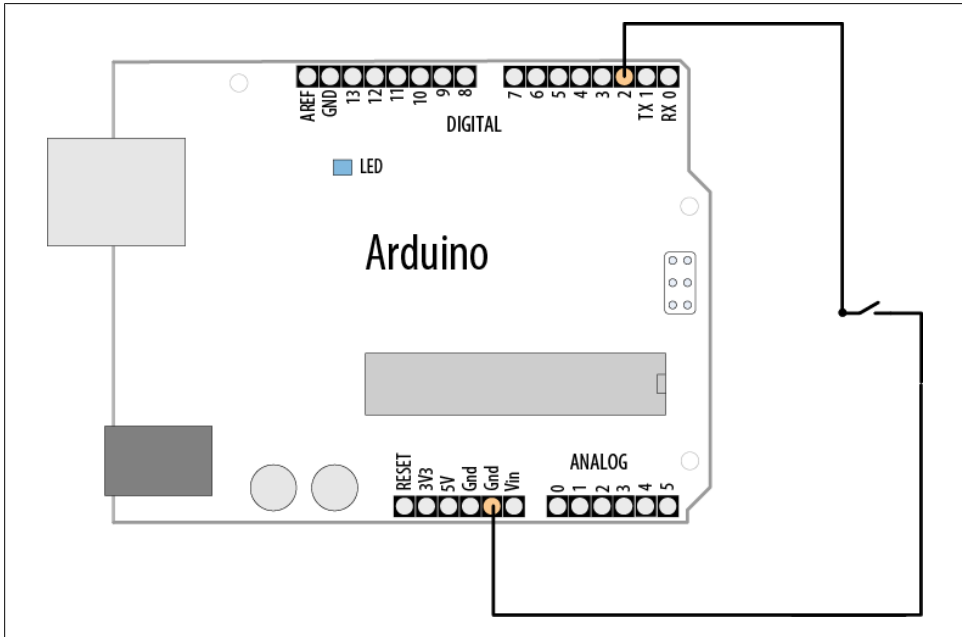 AREF GND 13 12 11 10 9 8 7 6 5 4 3 2 TX 1 RX 0
DIGITAL
LED
Arduino
ANALOG
RESET 3V3 5V Gnd Gnd Vin 0 1 2 3 4 5